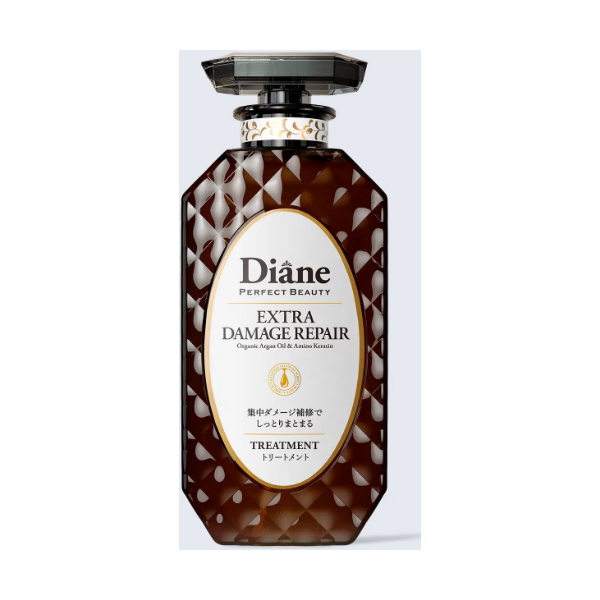 Diâne
PERFECT BEAUTY
EXTRA
DAMAGE REPAIR
Organic Argan Oil & Amino Keratin
集中ダメージ補修で
しっとりまとまる
TREATMENT
トリートメント